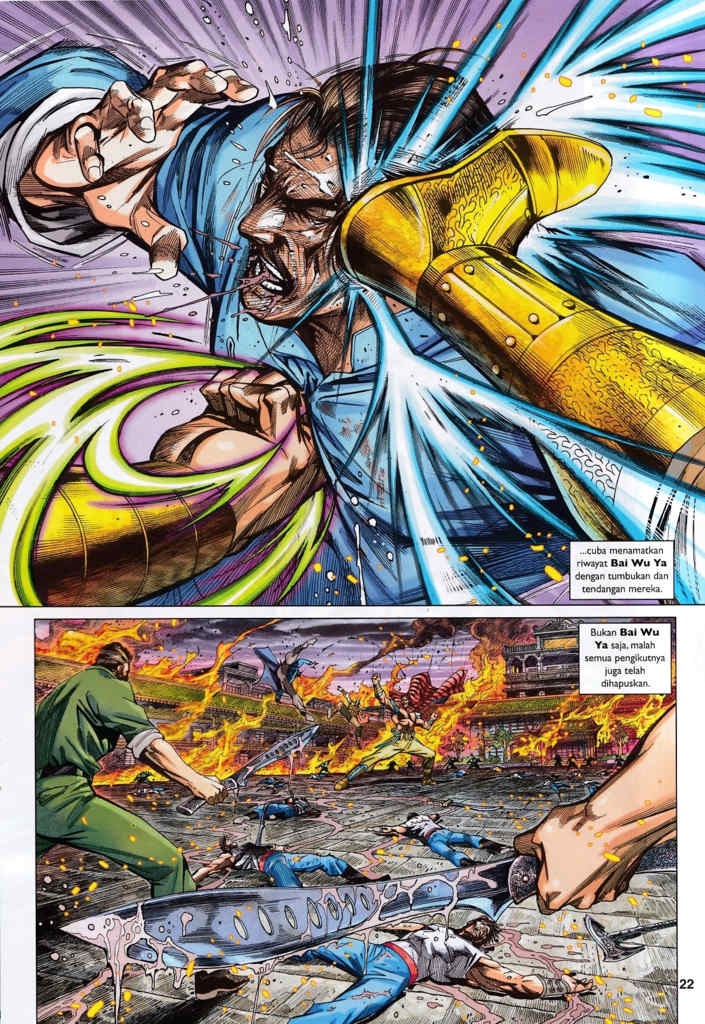 ...cuba menamatkan
riwayat Bai Wu Ya
dengan tumbukan dan
tendangan mereka.
Bukan Bai Wu
Ya saja, malah
semua pengikutnya
juga telah
dihapuskan.
22